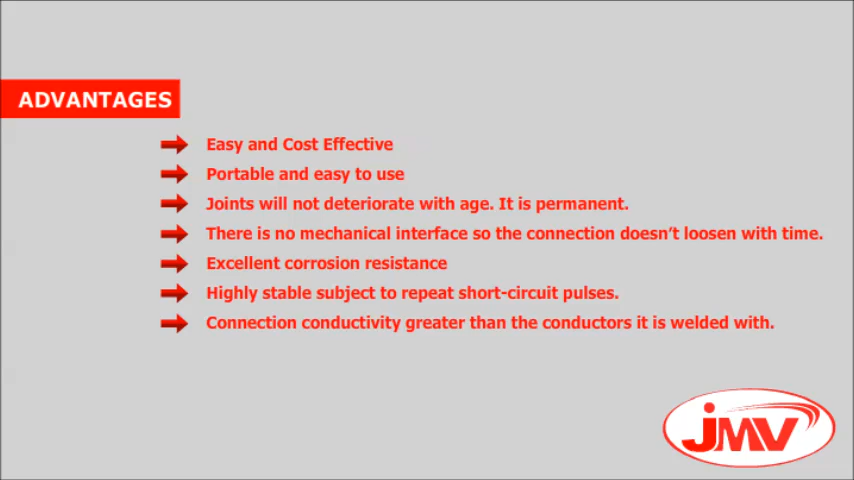 ADVANTAGES
Easy and Cost Effective
Portable and easy to use
Joints will not deteriorate with age. It is permanent.
There is no mechanical interface so the connection doesn’t loosen with time.
Excellent corrosion resistance
Highly stable subject to repeat short-circuit pulses.
Connection conductivity greater than the conductors it is welded with.
JMV